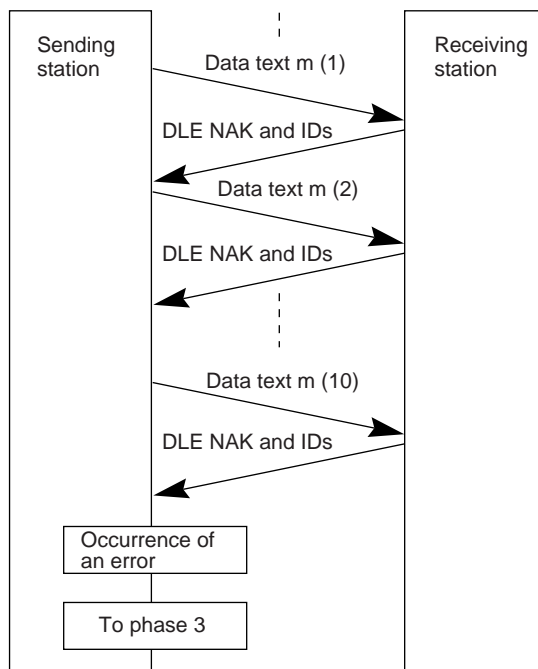 Sending
station
Receiving
station
Data text m (1)
DLE NAK and IDs
Data text m (2)
DLE NAK and IDs
Data text m (10)
DLE NAK and IDs
Occurrence of
an error
To phase 3